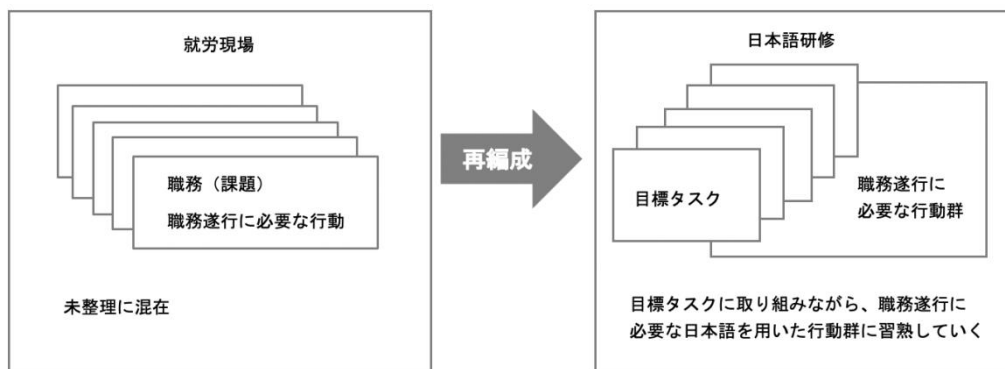 就労現場
職務（課題）
職務遂行に必要な行動
未整理に混在
再編成
日本語研修
目標タスク
職務遂行に
必要な行動群
目標タスクに取り組みながら、職務遂行に
必要な日本語を用いた行動群に習熟していく